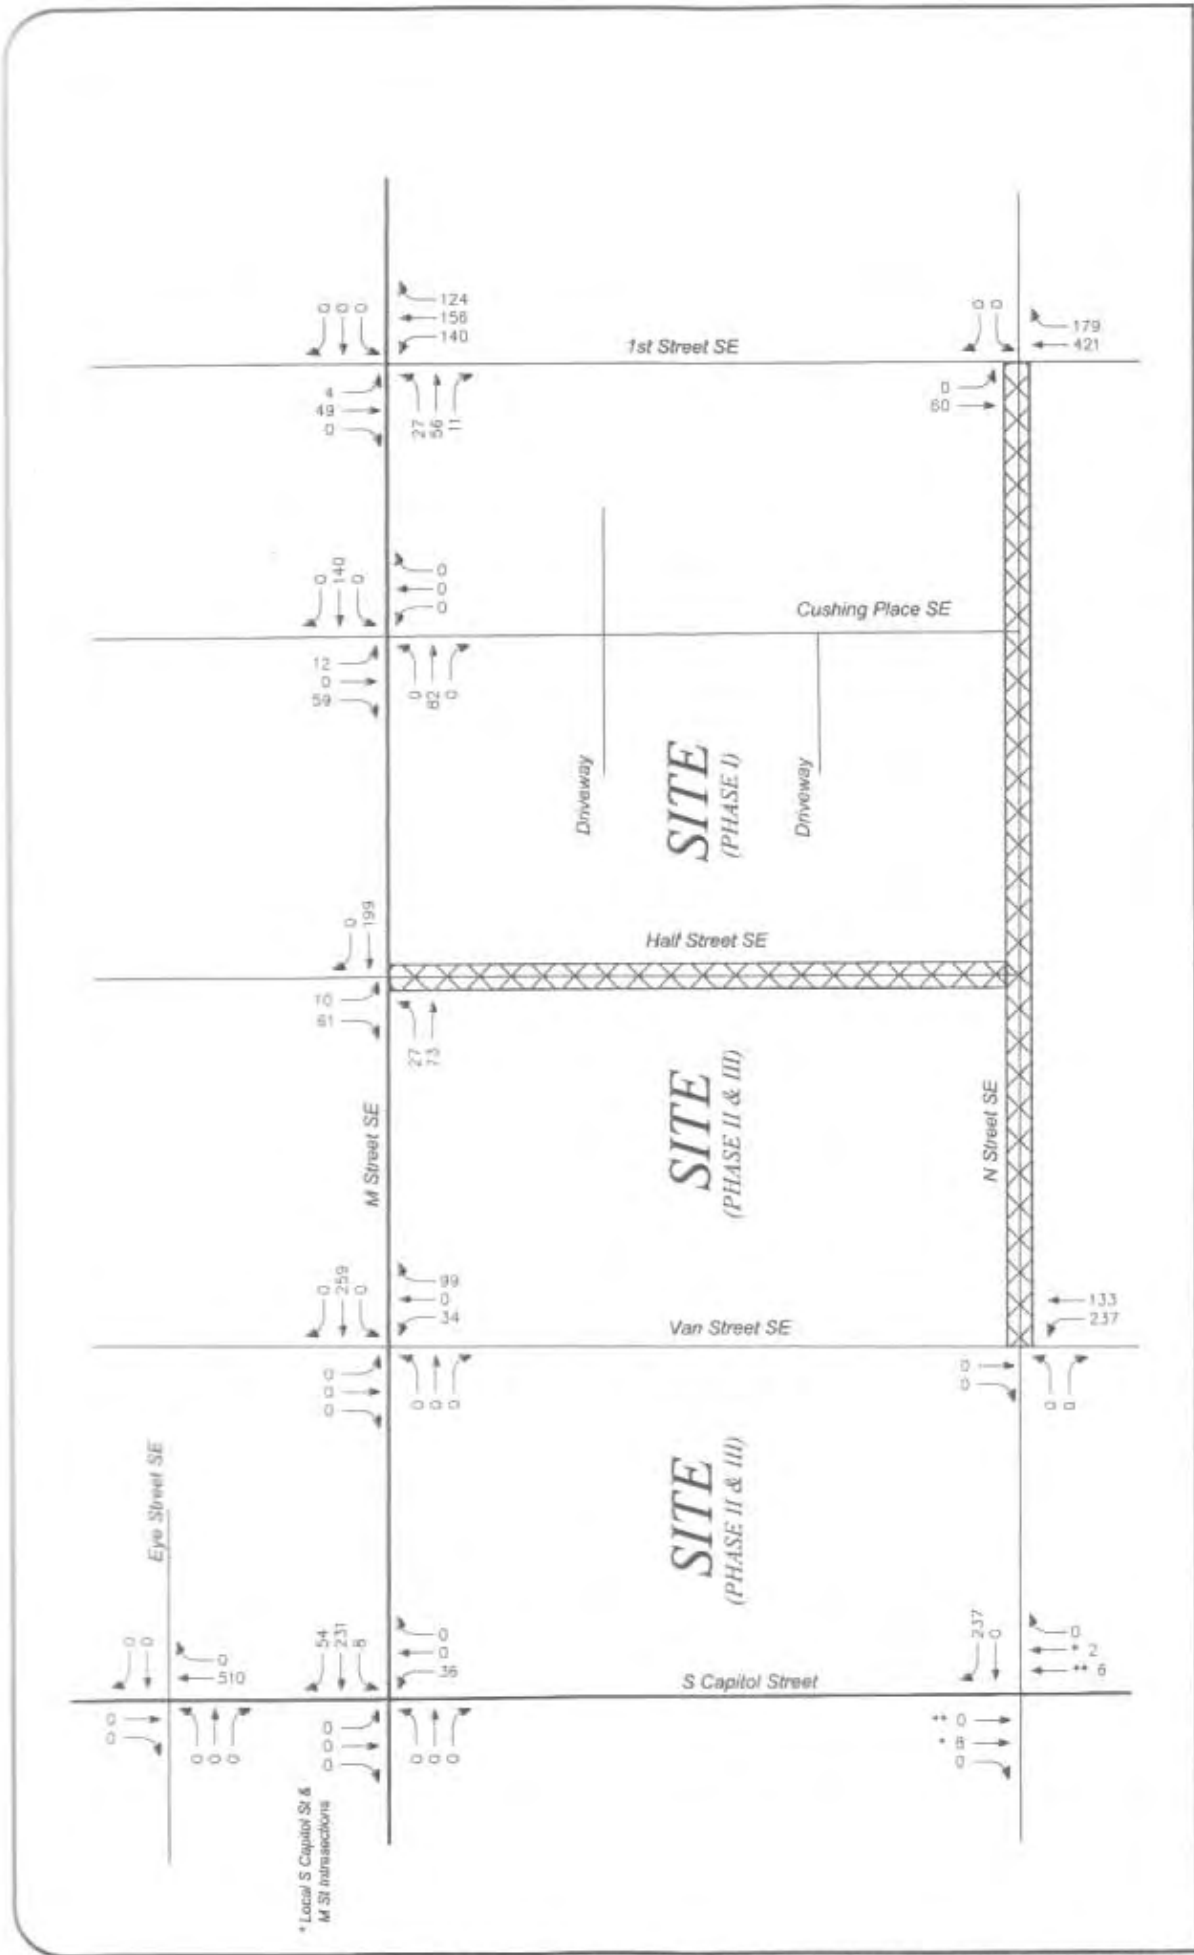 0 0 0
124
156
140
1st Street SE
0 0
179
421
4
49
0
27 56 11
0
60
0 140 0
0
0
0
Cushing Place SE
12
0
59
0 82 0
Driveway
SITE
(PHASE I)
Driveway
0 199
Half Street SE
10
61
27 73
M Street SE
SITE
(PHASE II & III)
N Street SE
0 259 0
99
0
34
Van Street SE
133
237
0
0
0
0 0 0
0
0
0 0
Eye Street SE
SITE
(PHASE II & III)
0 0
0
510
54 231 8
0
0
36
S Capitol Street
237 0
0
* 2
** 6
0
0
0 0 0
0
0
0
0 0 0
** 0
* 8
0
* Local S Capitol St &
M St Intrasections